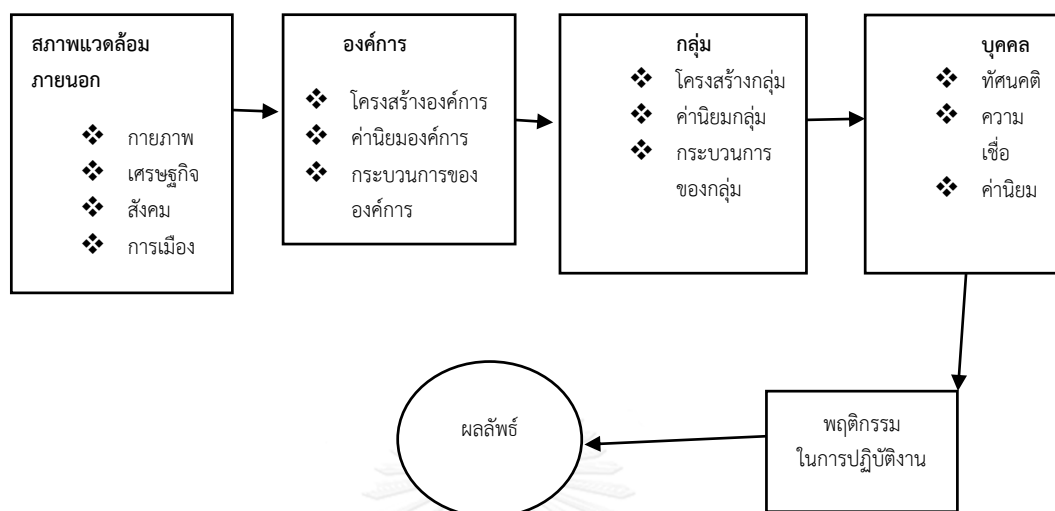 สภาพแวดล้อม
ภายนอก
❖ กายภาพ
❖ เศรษฐกิจ
❖ สังคม
❖ การเมือง
องค์การ
❖ โครงสร้างองค์การ
❖ ค่านิยมองค์การ
❖ กระบวนการของ
องค์การ
กลุ่ม
❖ โครงสร้างกลุ่ม
❖ ค่านิยมกลุ่ม
❖ กระบวนการ
ของกลุ่ม
บุคคล
❖ ทัศนคติ
❖ ความ
เชื่อ
❖ ค่านิยม
พฤติกรรม
ในการปฏิบัติงาน
ผลลัพธ์